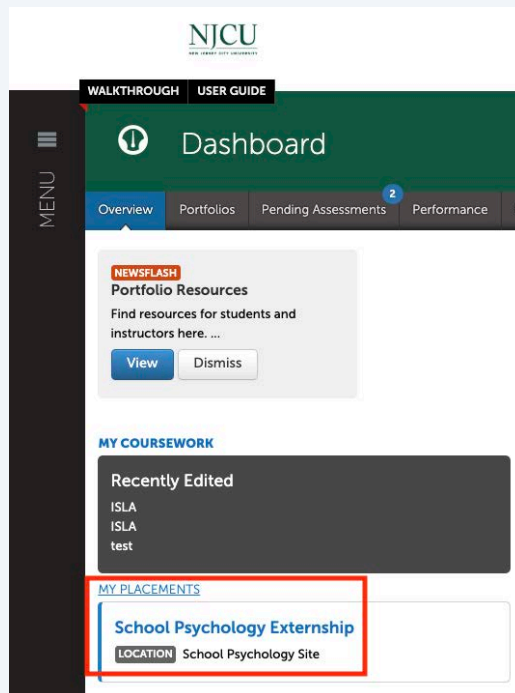 NJCU
NEW JERSEY CITY UNIVERSITY
WALKTHROUGH USER GUIDE
MENU
Dashboard
Overview Portfolios Pending Assessments 2 Performance
NEWSFLASH
Portfolio Resources
Find resources for students and
instructors here. ...
View Dismiss
MY COURSEWORK
Recently Edited
ISLA
ISLA
test
MY PLACEMENTS
School Psychology Externship
LOCATION School Psychology Site